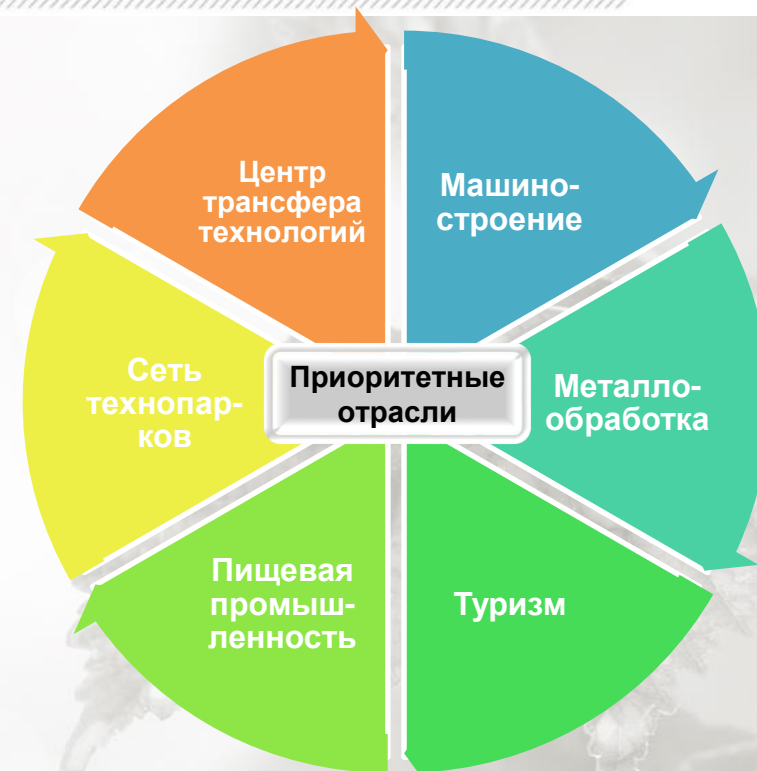 Центр
трансфера
технологий
Машино-
строение
Сеть
технопар-
ков
Приоритетные
отрасли
Металло-
обработка
Пищевая
промыш-
ленность
Туризм